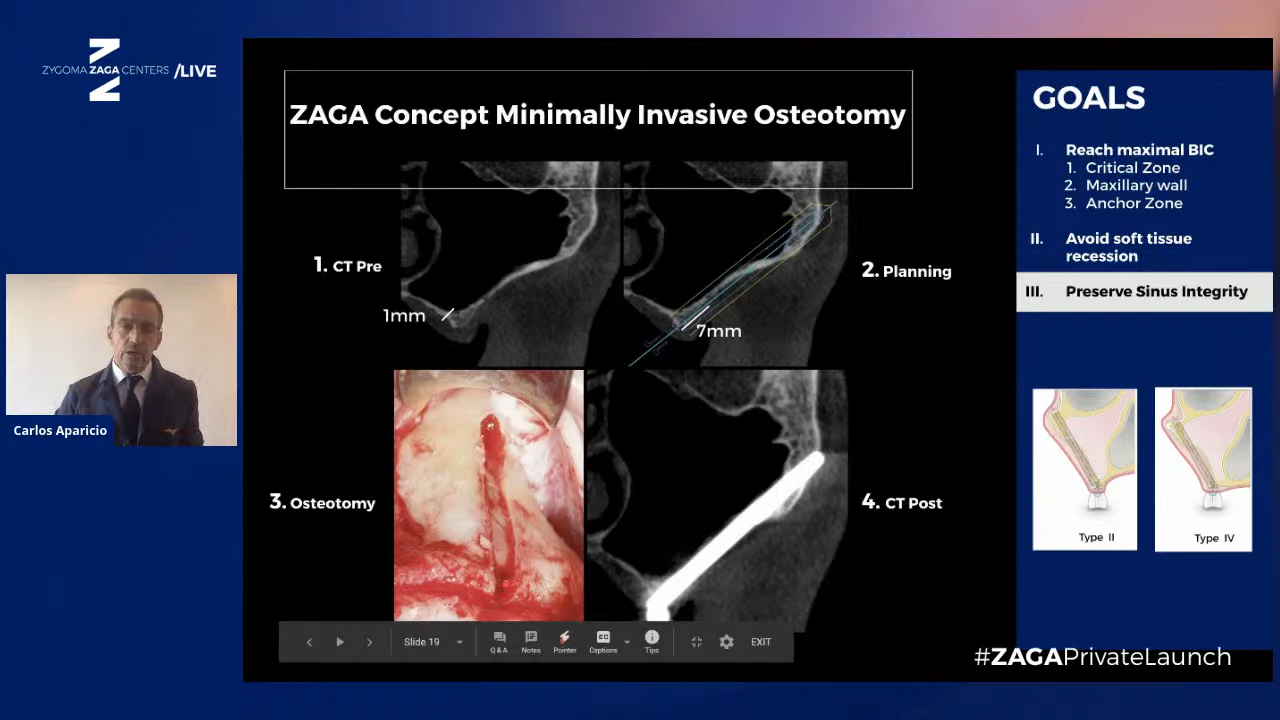 ZYGOMA ZAGA CENTERS /LIVE
ZAGA Concept Minimally Invasive Osteotomy
1. CT Pre
1mm
7mm
2. Planning
3. Osteotomy
4. CT Post
GOALS
I. Reach maximal BIC
1. Critical Zone
2. Maxillary wall
3. Anchor Zone
II. Avoid soft tissue
recession
III. Preserve Sinus Integrity
Type II
Type IV
Carlos Aparicio
Slide 19
Q&A
Notes
Pointer
CC
Captions
Tips
EXIT
#ZAGAPrivateLaunch